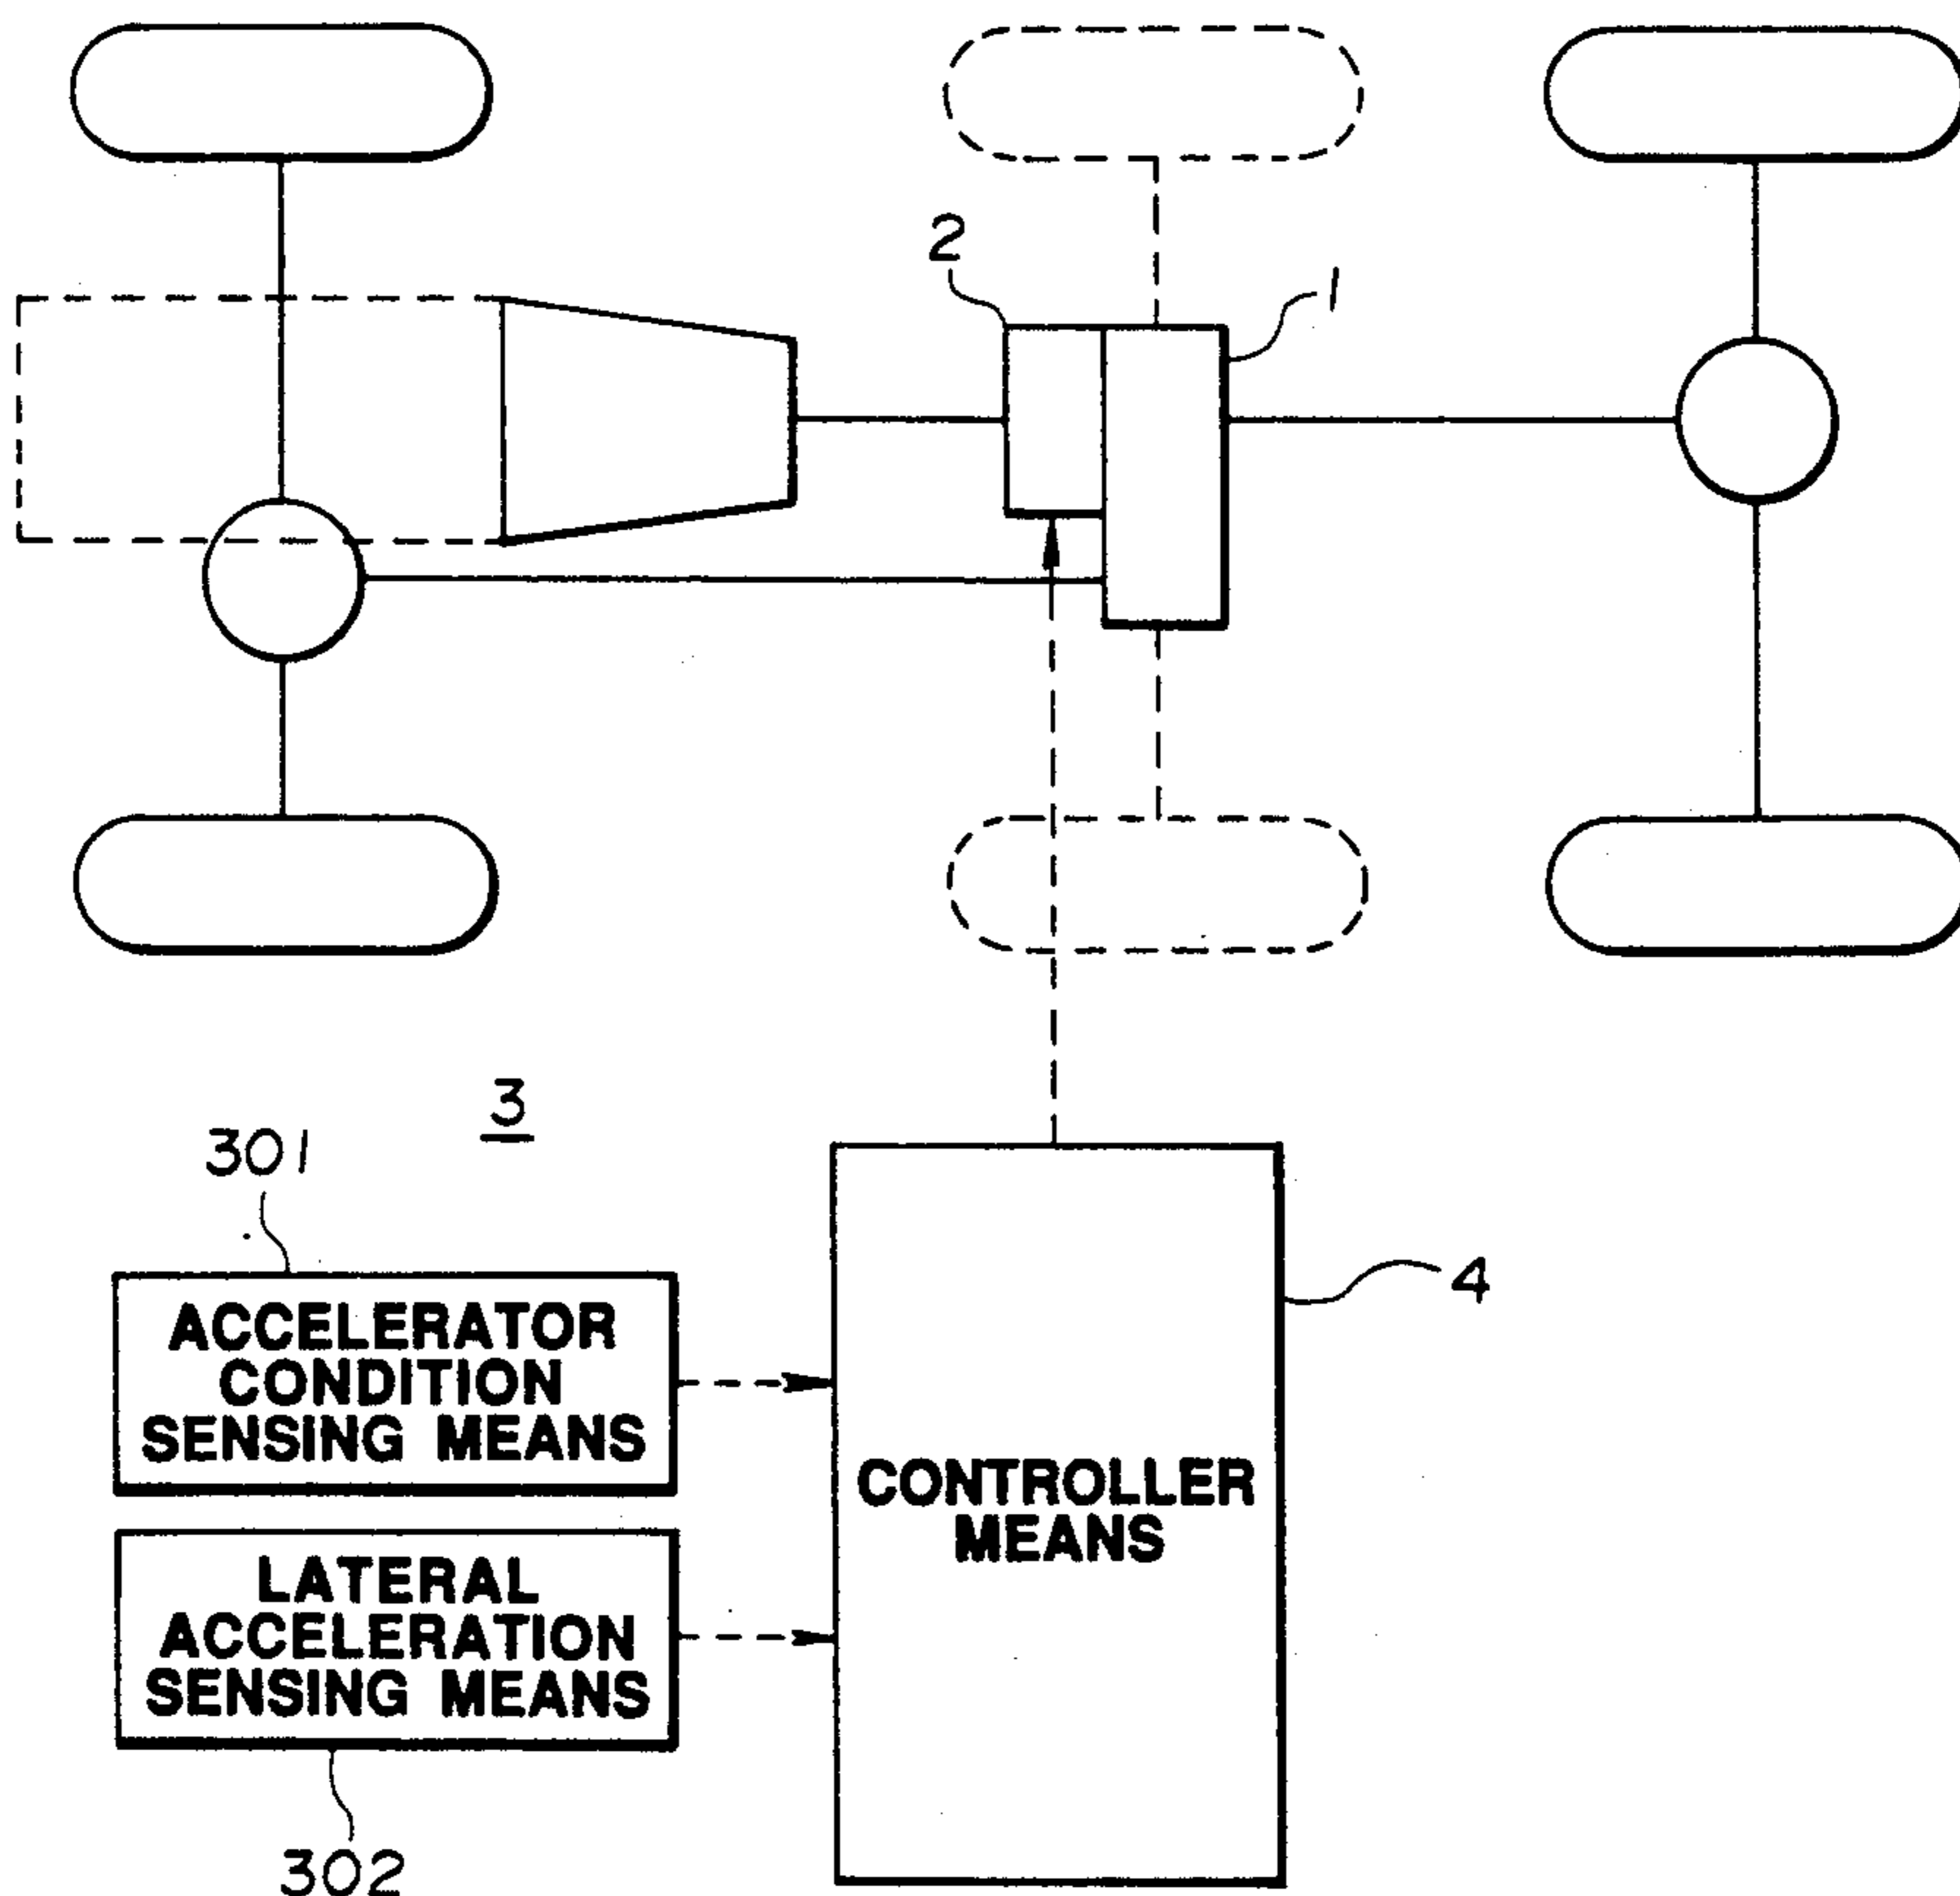 2
1
3
301
4
ACCELERATOR
CONDITION
SENSING MEANS
CONTROLLER
MEANS
LATERAL
ACCELERATION
SENSING MEANS
302